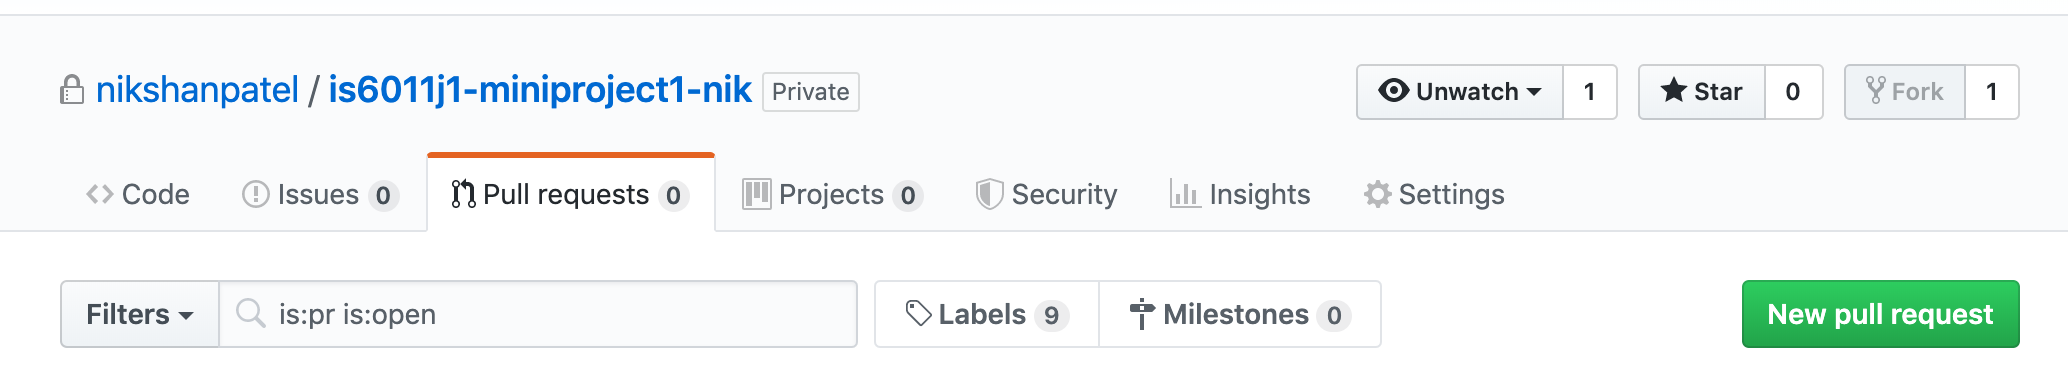 nikshanpatel / is6011j1-miniproject1-nik Private Unwatch 1 Star 0 Fork 1
Code Issues 0 Pull requests 0 Projects 0 Security Insights Settings
Filters is:pr is:open Labels 9 Milestones 0 New pull request